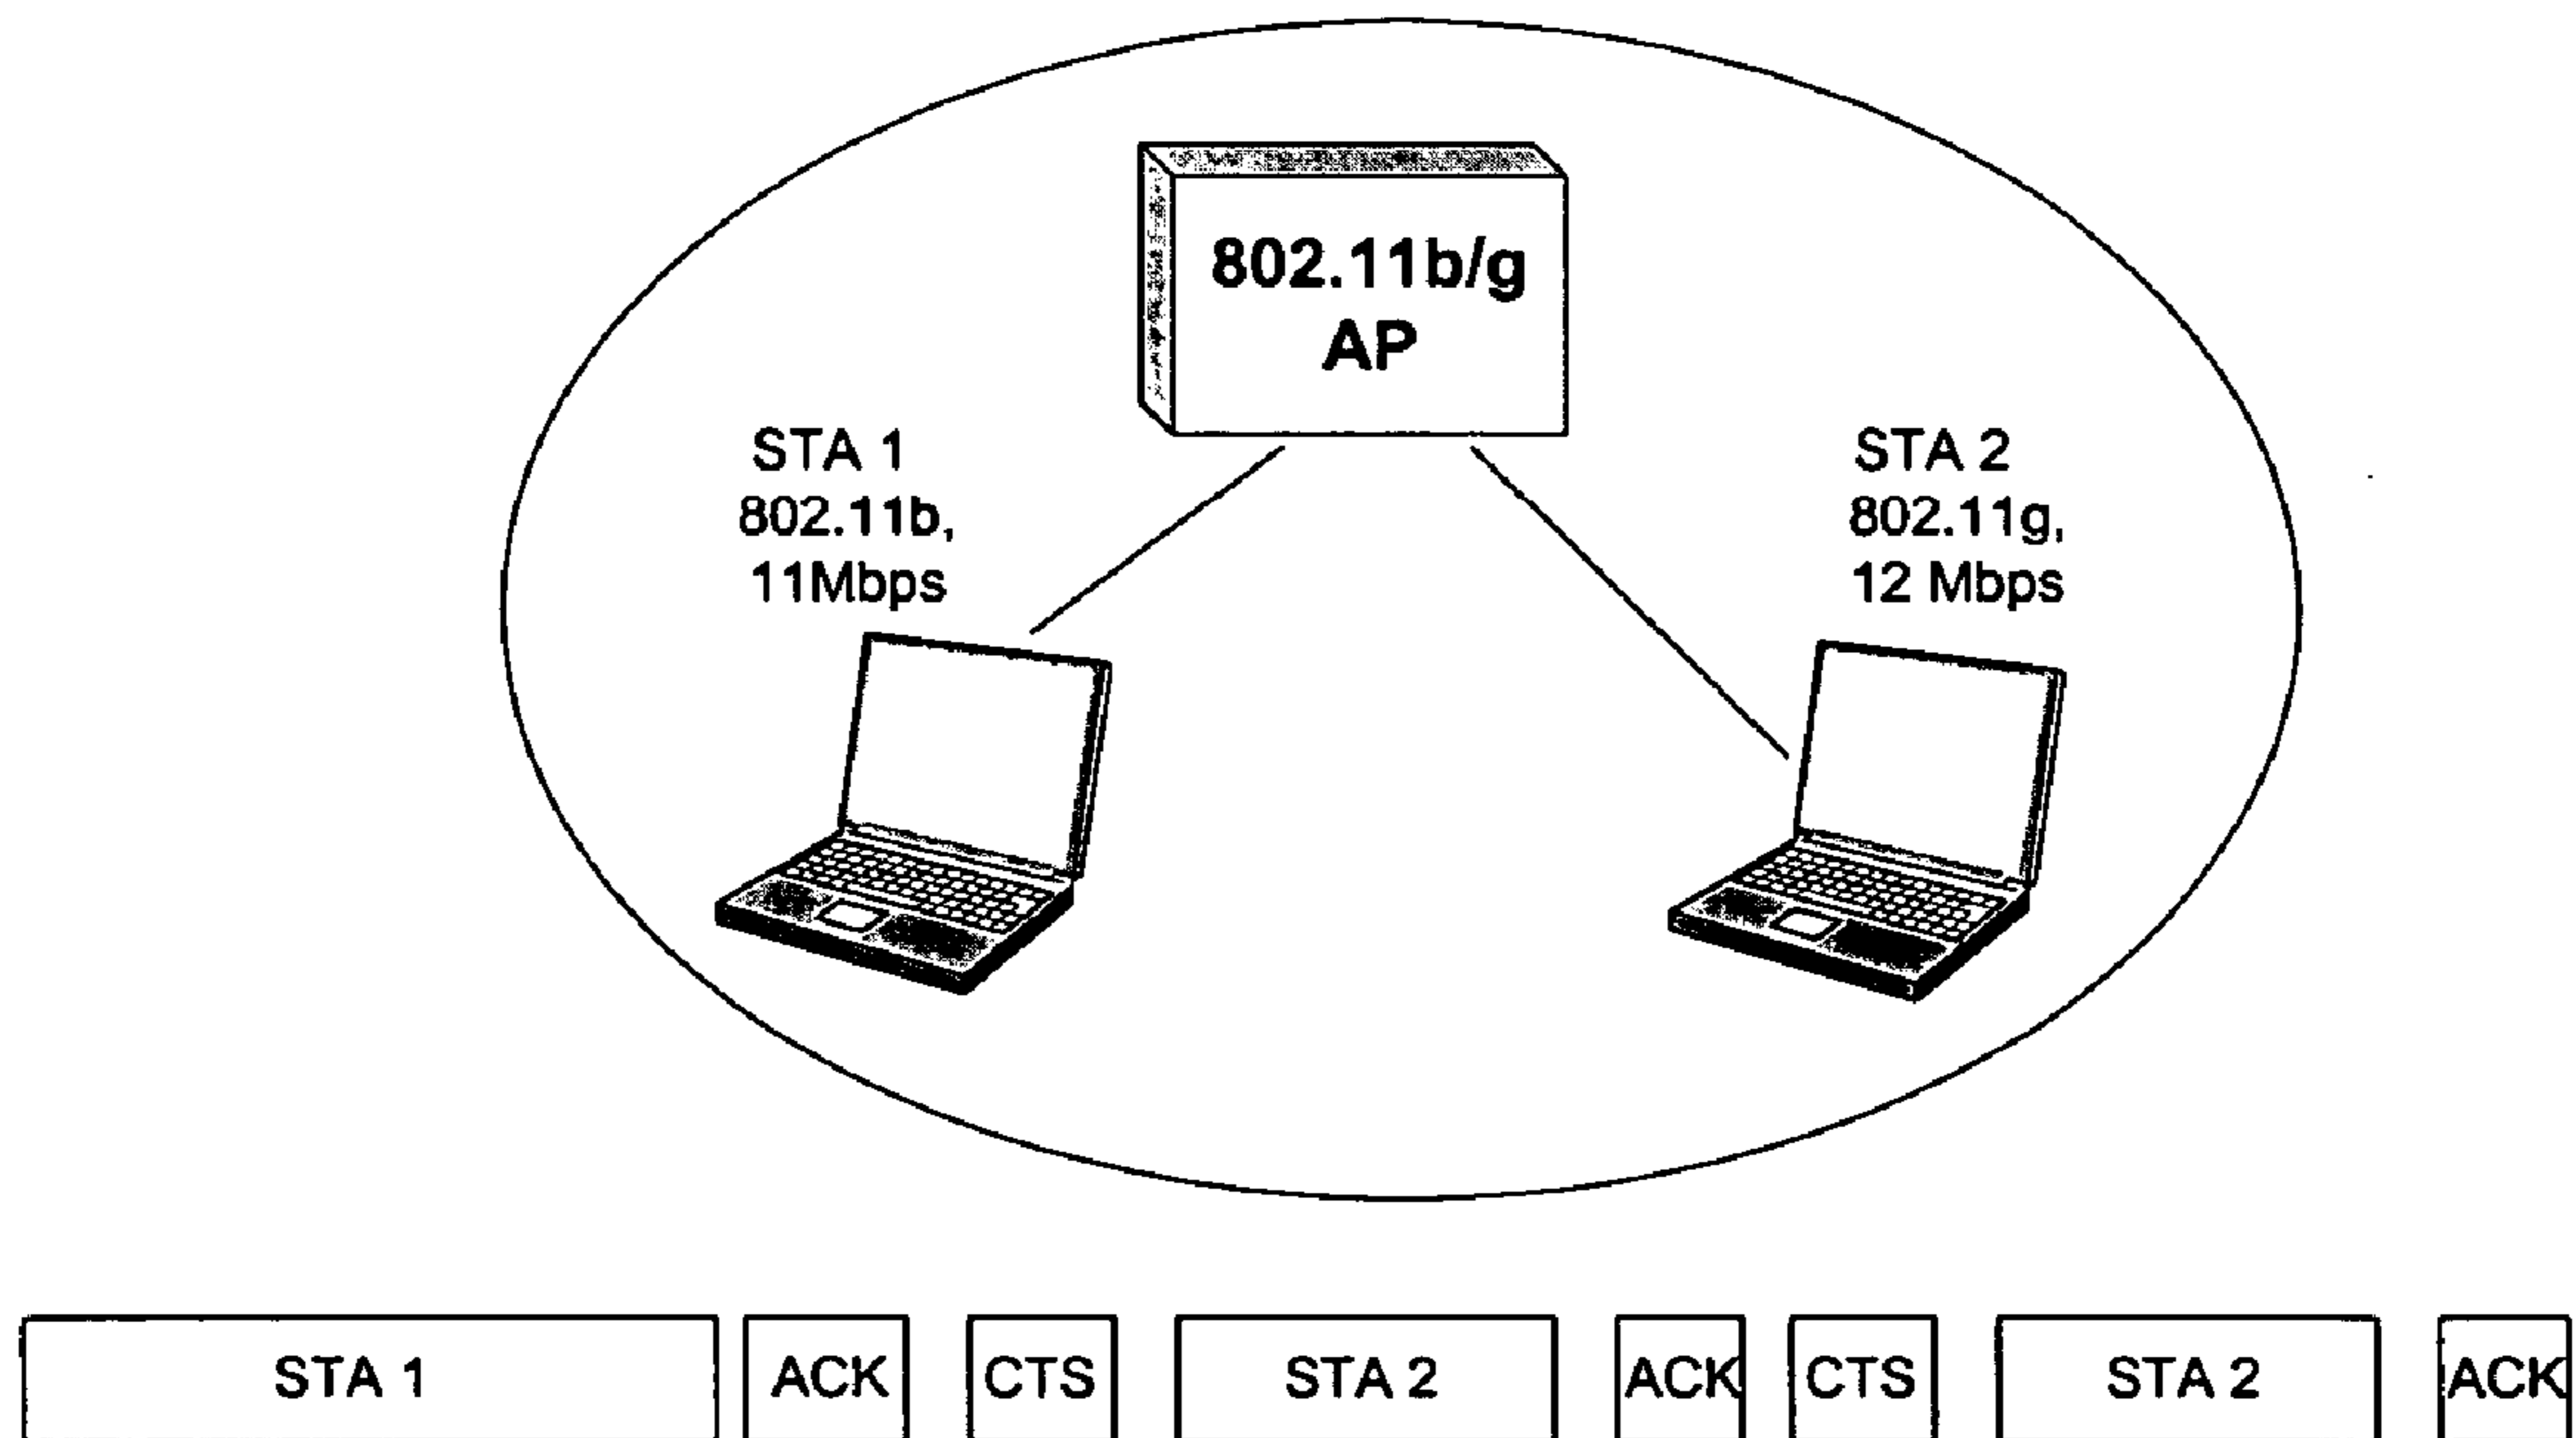 802.11b/g
AP
STA 1
802.11b,
11Mbps
STA 2
802.11g,
12 Mbps
STA 1 ACK CTS STA 2 ACK CTS STA 2 ACK